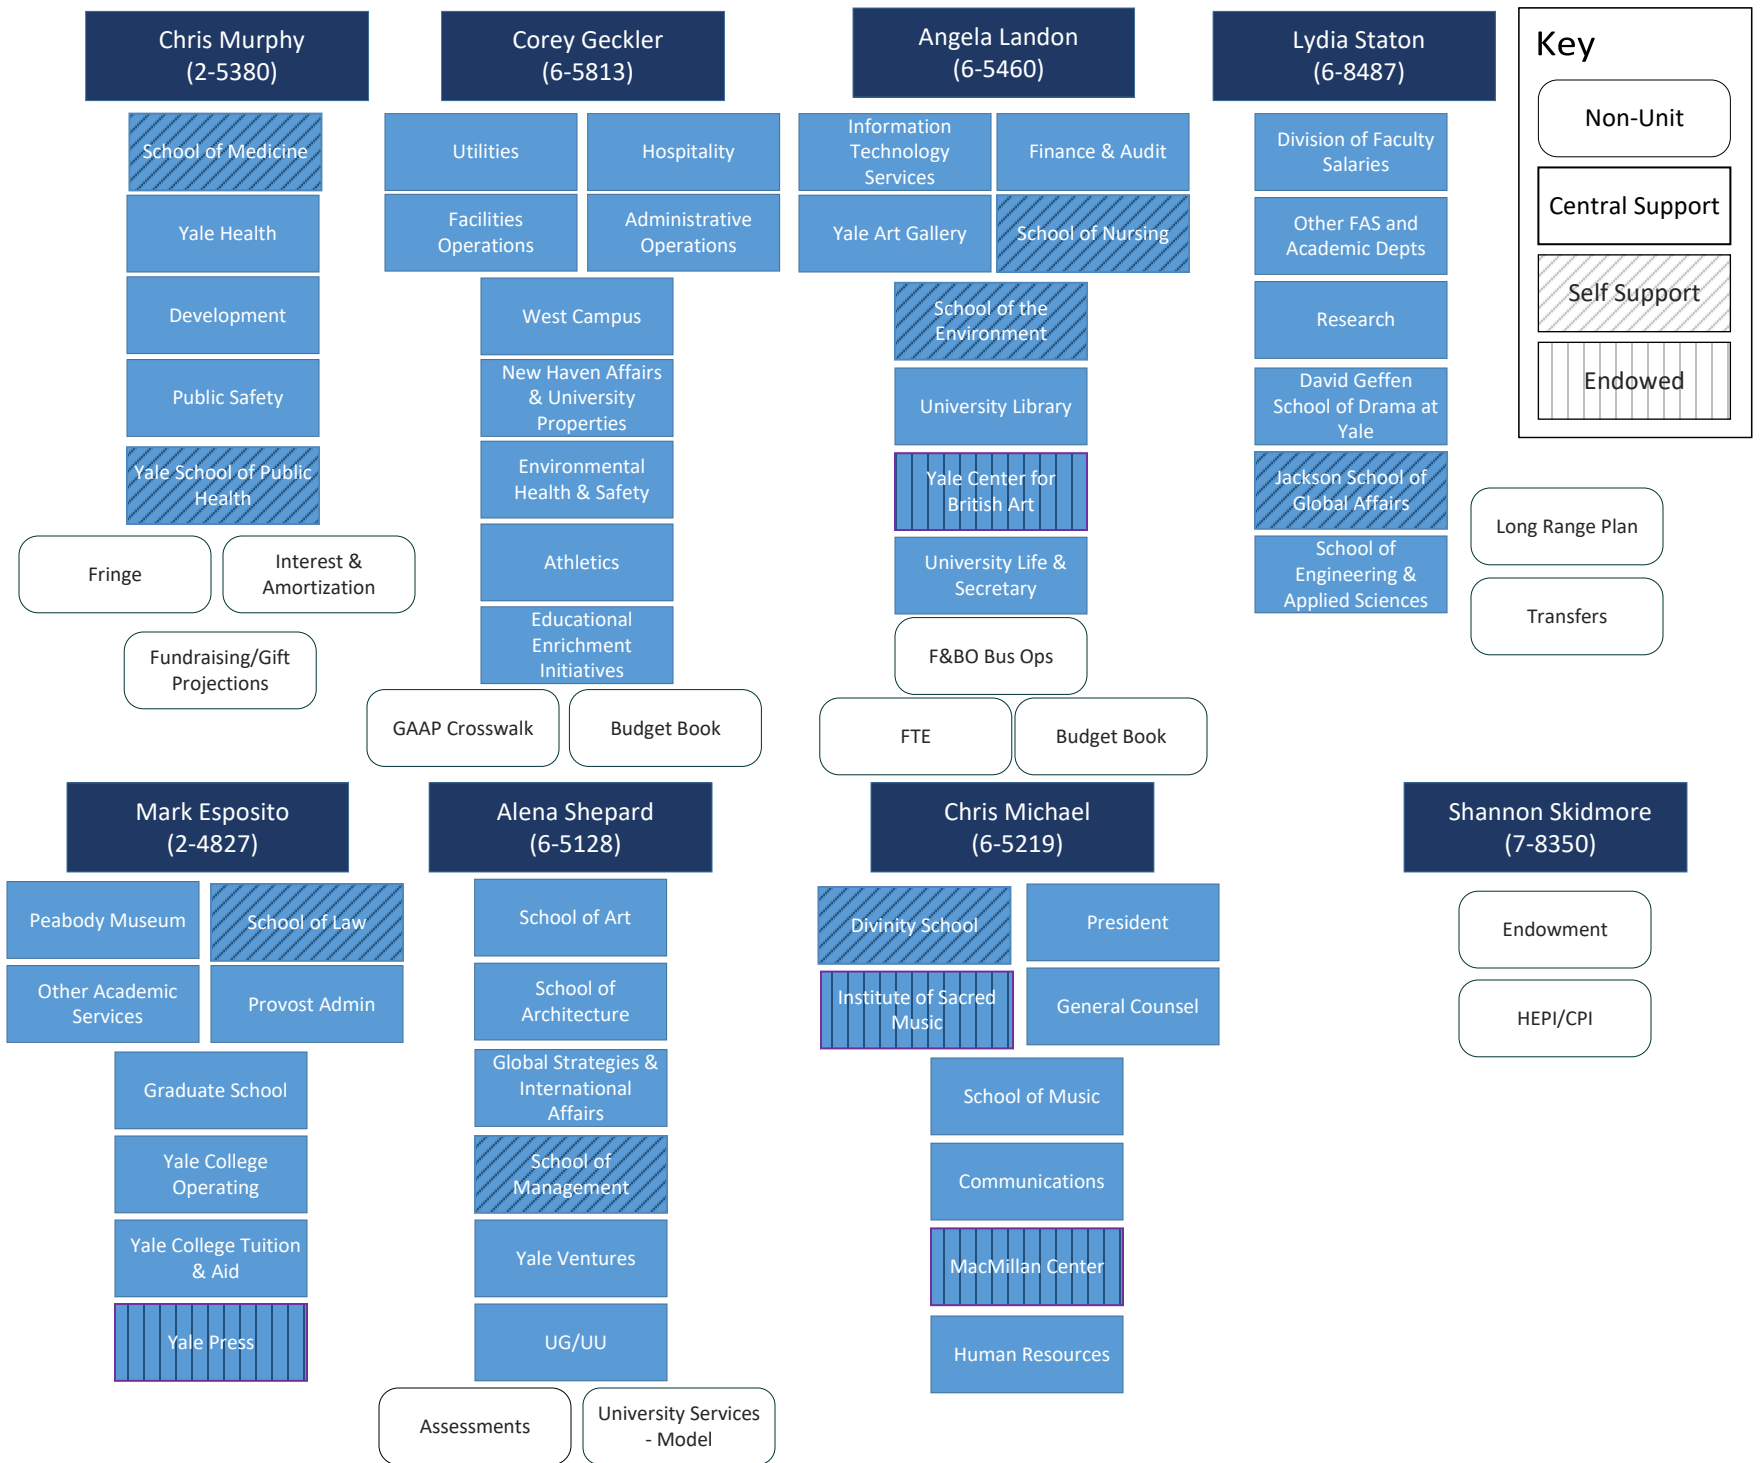 Chris Murphy
(2-5380)
School of Medicine
Yale Health
Development
Public Safety
Yale School of Public
Health
Fringe
Interest &
Amortization
Fundraising/Gift
Projections
Corey Geckler
(6-5813)
Utilities
Hospitality
Facilities
Operations
Administrative
Operations
West Campus
New Haven Affairs
& University
Properties
Environmental
Health & Safety
Athletics
Educational
Enrichment
Initiatives
GAAP Crosswalk
Budget Book
Angela Landon
(6-5460)
Information
Technology
Services
Finance & Audit
Yale Art Gallery
School of Nursing
School of the
Environment
University Library
Yale Center for
British Art
University Life &
Secretary
F&BO Bus Ops
FTE
Budget Book
Lydia Staton
(6-8487)
Division of Faculty
Salaries
Other FAS and
Academic Depts
Research
David Geffen
School of Drama at
Yale
Jackson School of
Global Affairs
School of
Engineering &
Applied Sciences
Long Range Plan
Transfers
Key
Non-Unit
Central Support
Self Support
Endowed
Mark Esposito
(2-4827)
Peabody Museum
School of Law
Other Academic
Services
Provost Admin
Graduate School
Yale College
Operating
Yale College Tuition
& Aid
Yale Press
Alena Shepard
(6-5128)
School of Art
School of
Architecture
Global Strategies &
International
Affairs
School of
Management
Yale Ventures
UG/UU
Assessments
University Services
- Model
Chris Michael
(6-5219)
Divinity School
President
Institute of Sacred
Music
General Counsel
School of Music
Communications
MacMillan Center
Human Resources
Shannon Skidmore
(7-8350)
Endowment
HEPI/CPI